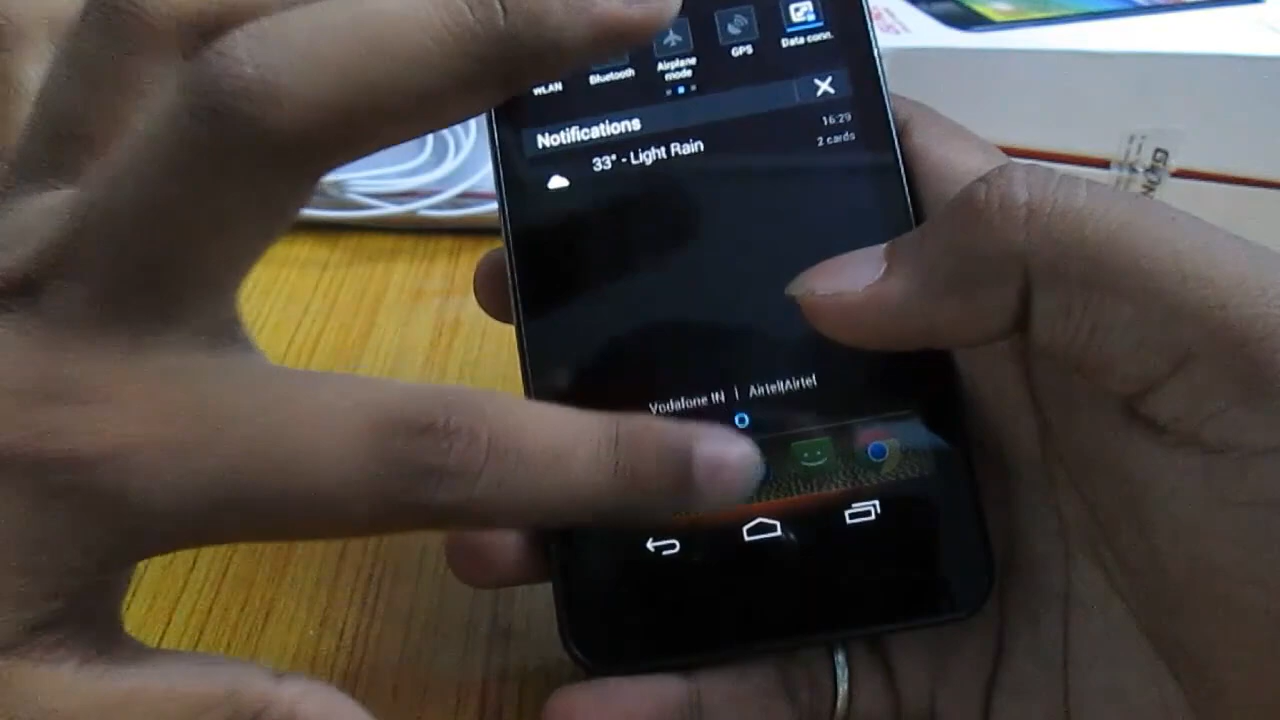 WLAN
Bluetooth
Airplane
mode
GPS
Data conn.
Notifications
16:29
33° - Light Rain
2 cards
Vodafone IN | Airtel|Airtel